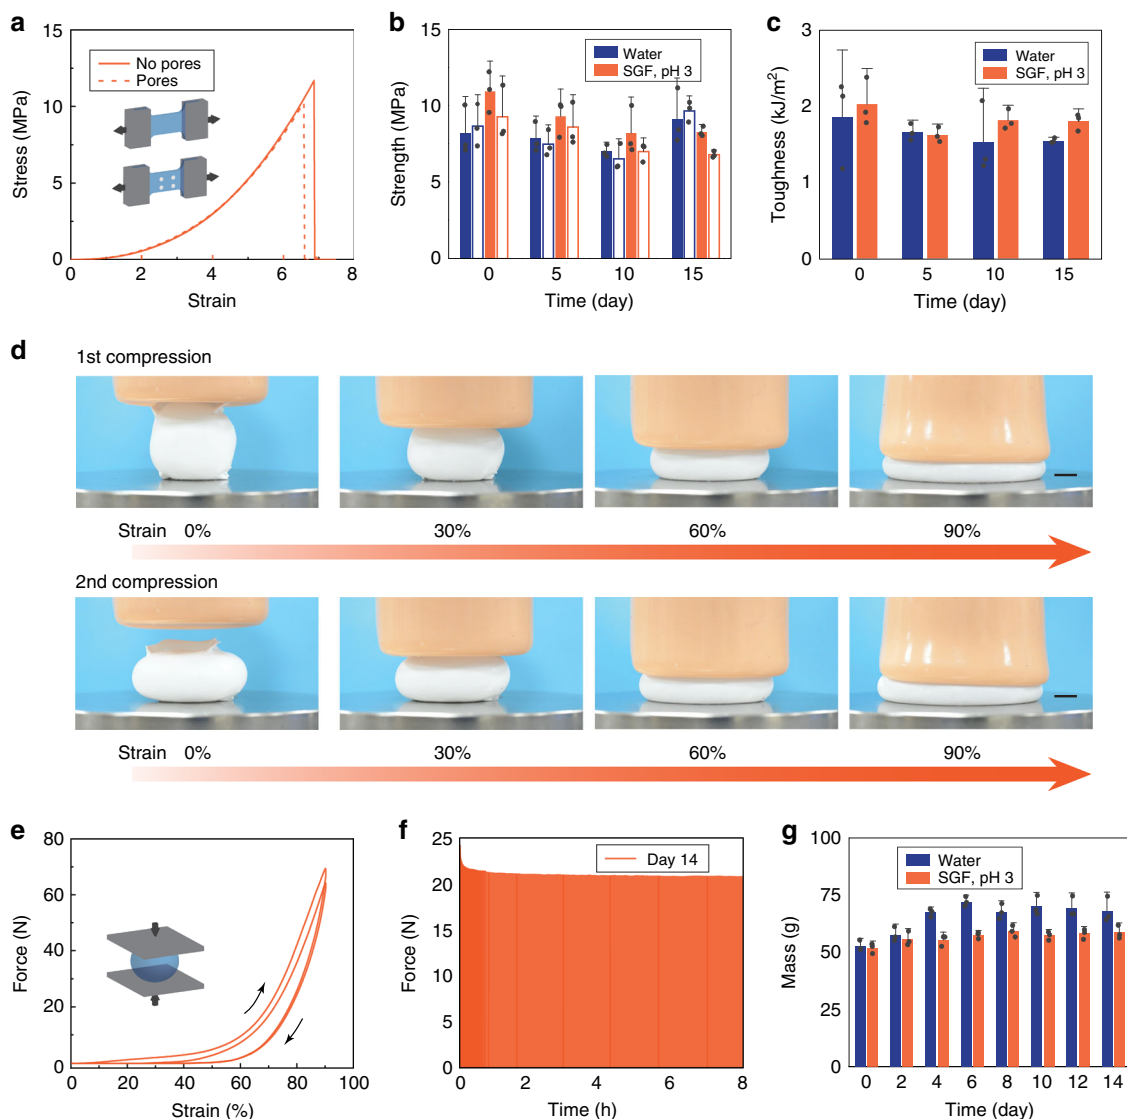 a
15
10
5
0
Stress (MPa)
No pores
Pores
0 2 4 6 8
Strain
b
15
10
5
0
Strength (MPa)
Water
SGF, pH 3
0 5 10 15
Time (day)
c
3
2
1
0
Toughness (kJ/m²)
Water
SGF, pH 3
0 5 10 15
Time (day)
d
1st compression
Strain 0% 30% 60% 90%
2nd compression
Strain 0% 30% 60% 90%
e
80
60
40
20
0
Force (N)
0 20 40 60 80 100
Strain (%)
f
25
20
15
10
5
0
Force (N)
Day 14
0 2 4 6 8
Time (h)
g
100
75
50
25
0
Mass (g)
Water
SGF, pH 3
0 2 4 6 8 10 12 14
Time (day)